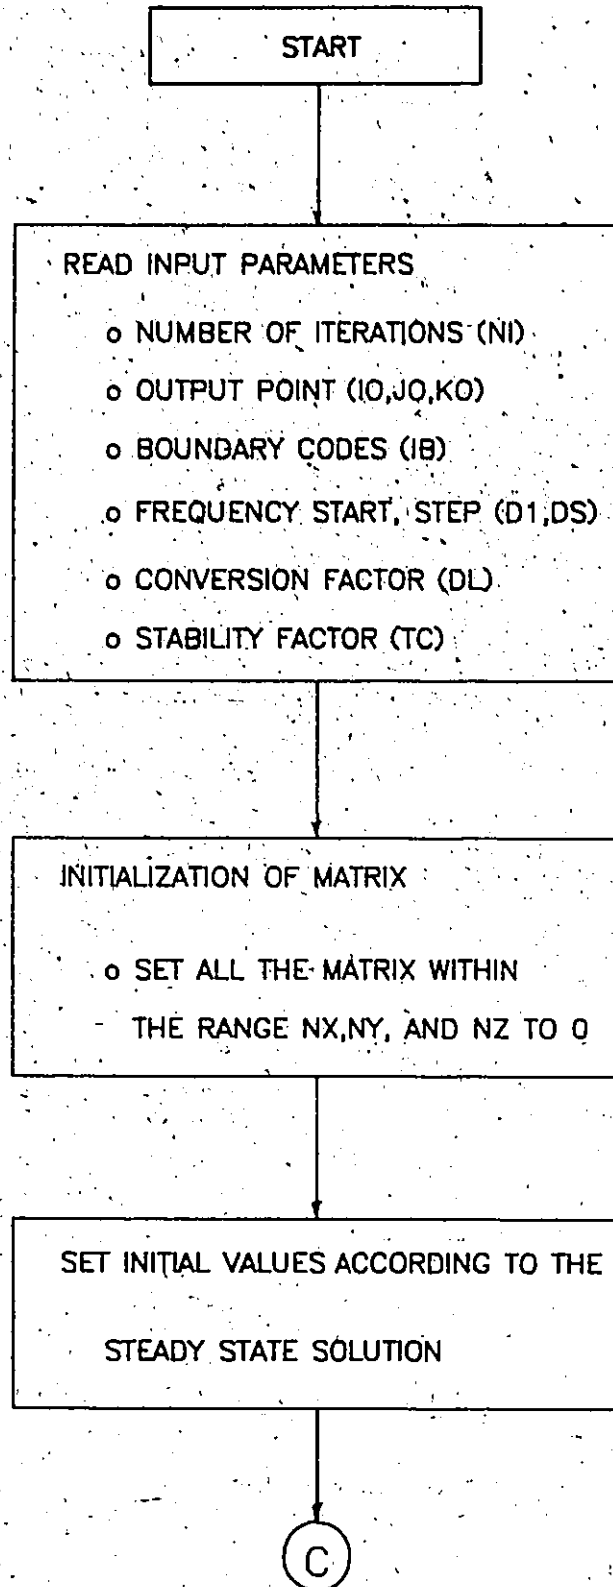 START
READ INPUT PARAMETERS
o NUMBER OF ITERATIONS (NI)
o OUTPUT POINT (IO,JO,KO)
o BOUNDARY CODES (IB)
o FREQUENCY START, STEP (D1,DS)
o CONVERSION FACTOR (DL)
o STABILITY FACTOR (TC)
INITIALIZATION OF MATRIX
o SET ALL THE MATRIX WITHIN
THE RANGE NX,NY, AND NZ TO 0
SET INITIAL VALUES ACCORDING TO THE
STEADY STATE SOLUTION
C